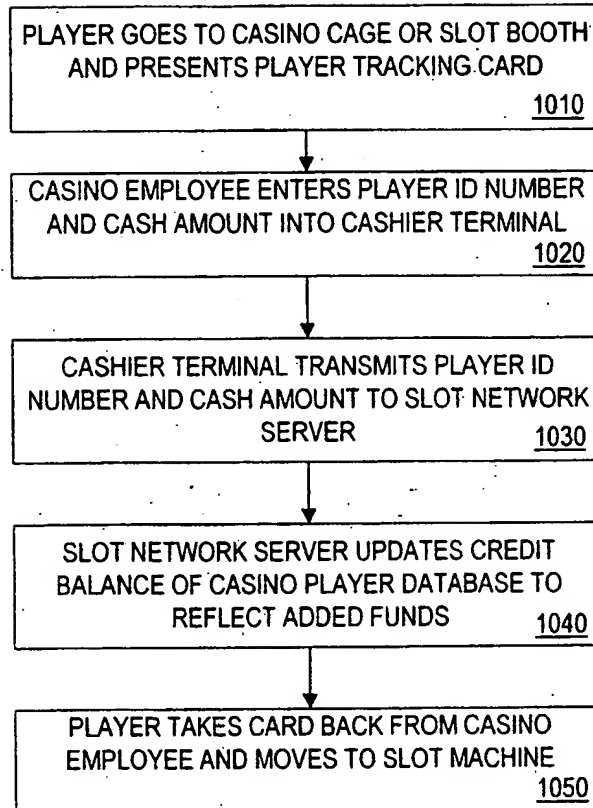 PLAYER GOES TO CASINO CAGE OR SLOT BOOTH
AND PRESENTS PLAYER TRACKING CARD
1010
CASINO EMPLOYEE ENTERS PLAYER ID NUMBER
AND CASH AMOUNT INTO CASHIER TERMINAL
1020
CASHIER TERMINAL TRANSMITS PLAYER ID
NUMBER AND CASH AMOUNT TO SLOT NETWORK
SERVER
1030
SLOT NETWORK SERVER UPDATES CREDIT
BALANCE OF CASINO PLAYER DATABASE TO
REFLECT ADDED FUNDS
1040
PLAYER TAKES CARD BACK FROM CASINO
EMPLOYEE AND MOVES TO SLOT MACHINE
1050